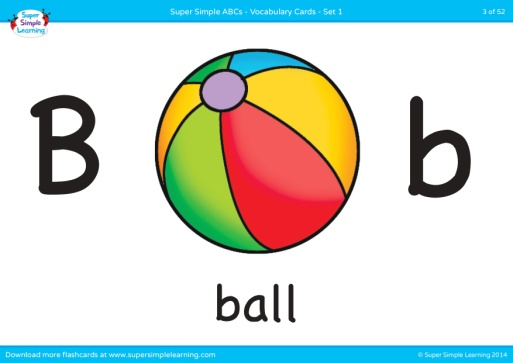 Super Simple ABCs - Vocabulary Cards - Set 1
3 of 52
Super
Simple
Learning
B b
ball
Download more flashcards at www.supersimplelearning.com
© Super Simple Learning 2014